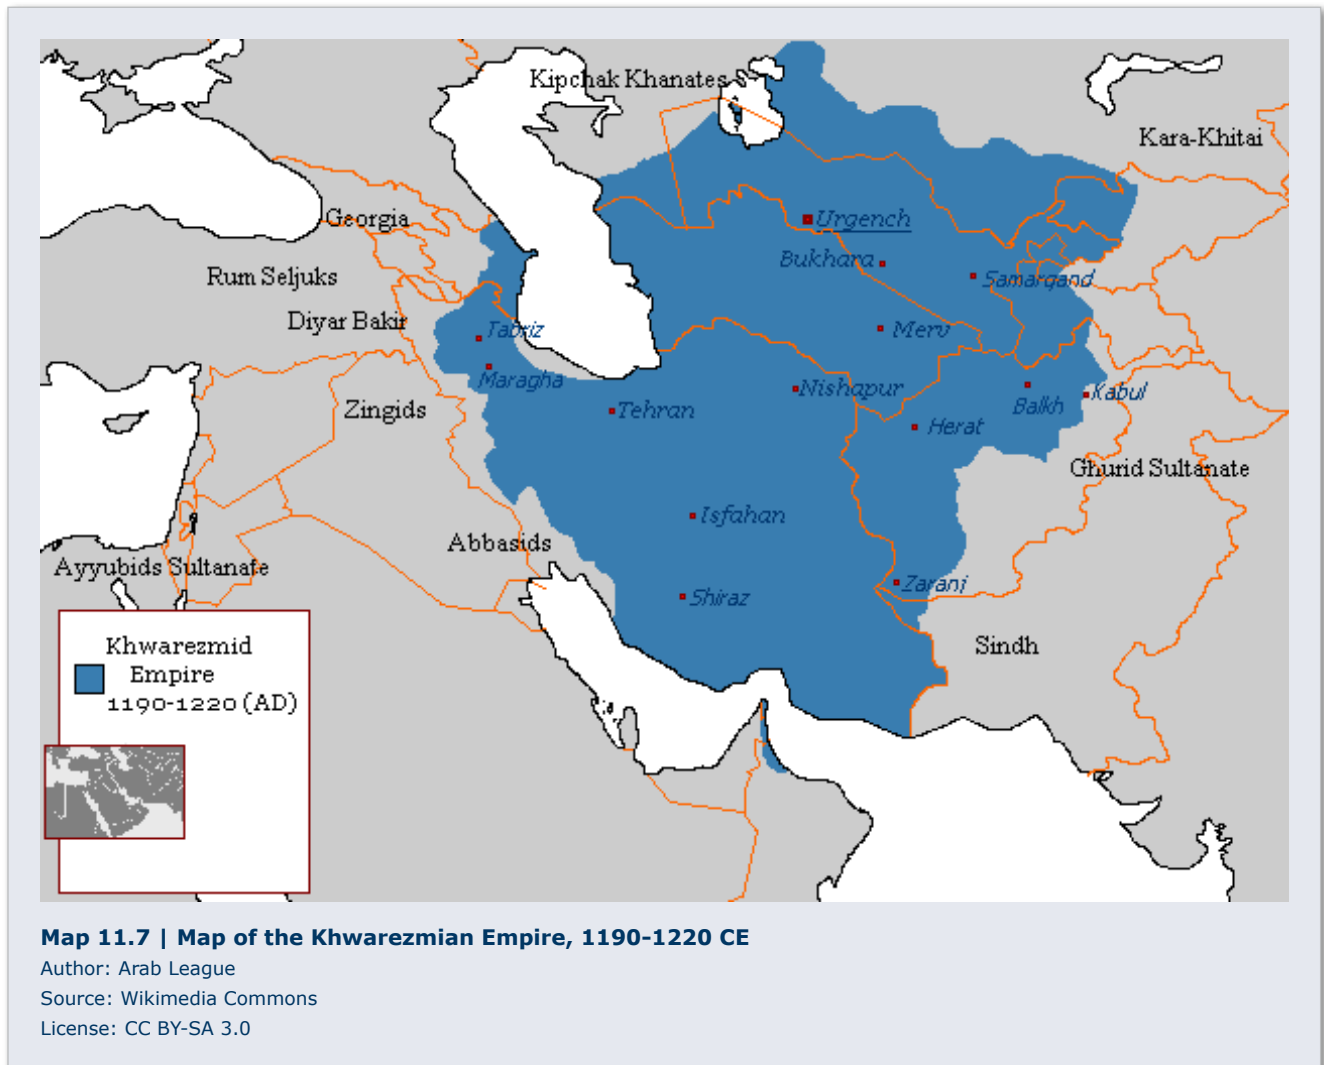 Kipchak Khanates
Kara-Khitai
Georgia
Urgench
Bukhara
Rum Seljuks
Samarqand
Diyar Bakir
Tabriz
Merv
Maragha
Nishapur
Kabul
Zingids
Tehran
Balkh
Herat
Ghurid Sultanate
Isfahan
Abbasids
Ayyubids Sultanate
Zaranj
Shiraz
Sindh
Khwarezmid
Empire
1190-1220 (AD)
Map 11.7 | Map of the Khwarezmian Empire, 1190-1220 CE
Author: Arab League
Source: Wikimedia Commons
License: CC BY-SA 3.0